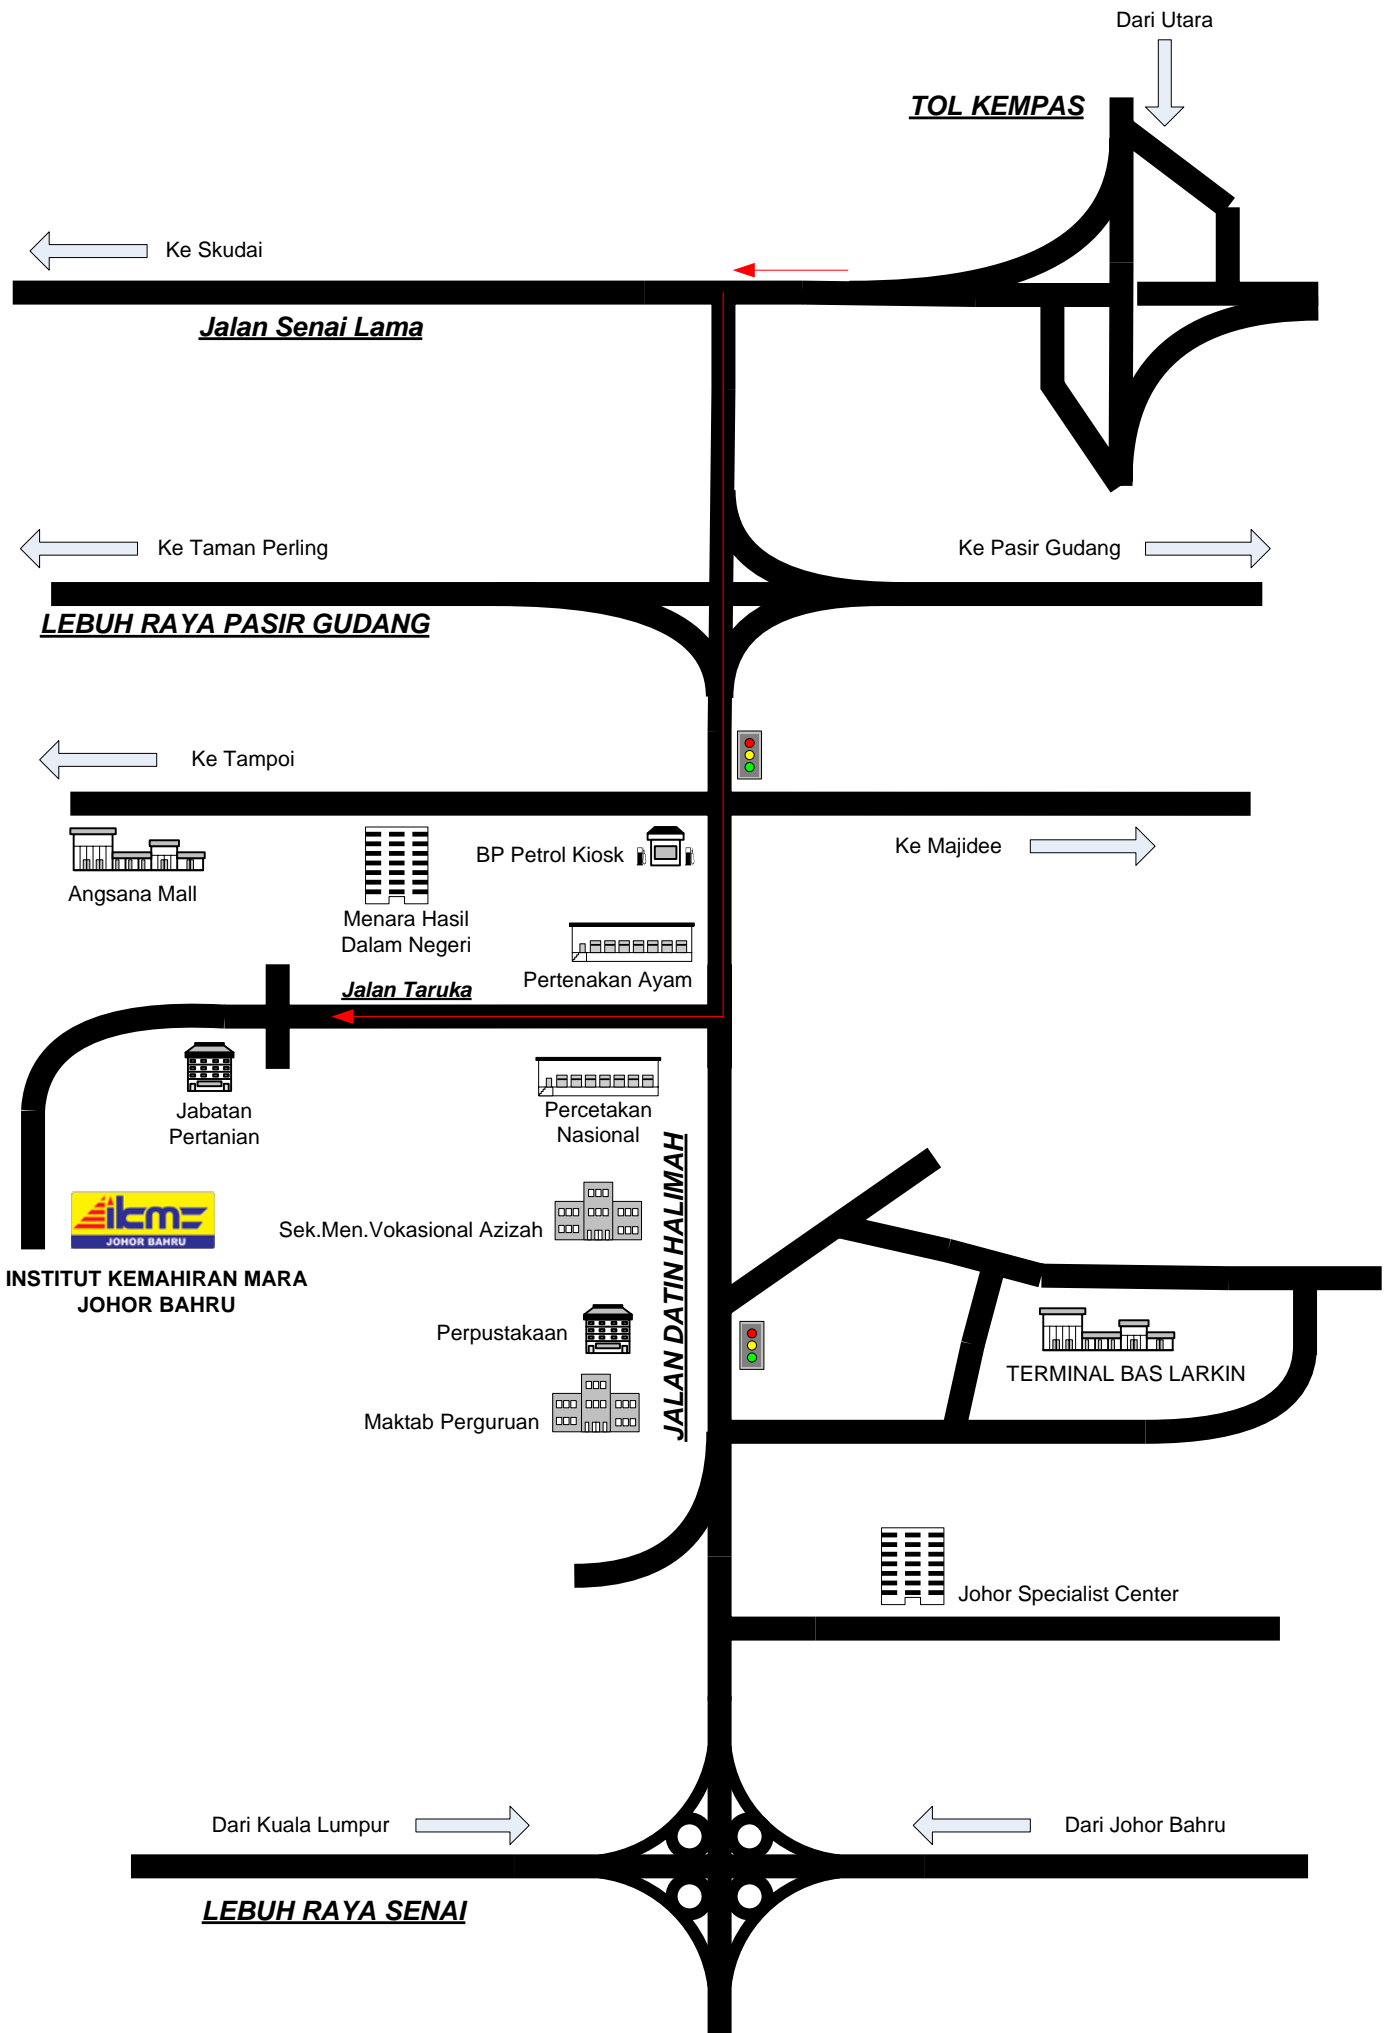 Dari Utara
TOL KEMPAS
Ke Skudai
Jalan Senai Lama
Ke Taman Perling
Ke Pasir Gudang
LEBUH RAYA PASIR GUDANG
Ke Tampoi
Ke Majidee
BP Petrol Kiosk
Angsana Mall
Menara Hasil
Dalam Negeri
Pertenakan Ayam
Jalan Taruka
Jabatan
Pertanian
Percetakan
Nasional
JALAN DATIN HALIMAH
ikm
JOHOR BAHRU
Sek.Men.Vokasional Azizah
INSTITUT KEMAHIRAN MARA
JOHOR BAHRU
Perpustakaan
TERMINAL BAS LARKIN
Maktab Perguruan
Johor Specialist Center
Dari Kuala Lumpur
Dari Johor Bahru
LEBUH RAYA SENAI